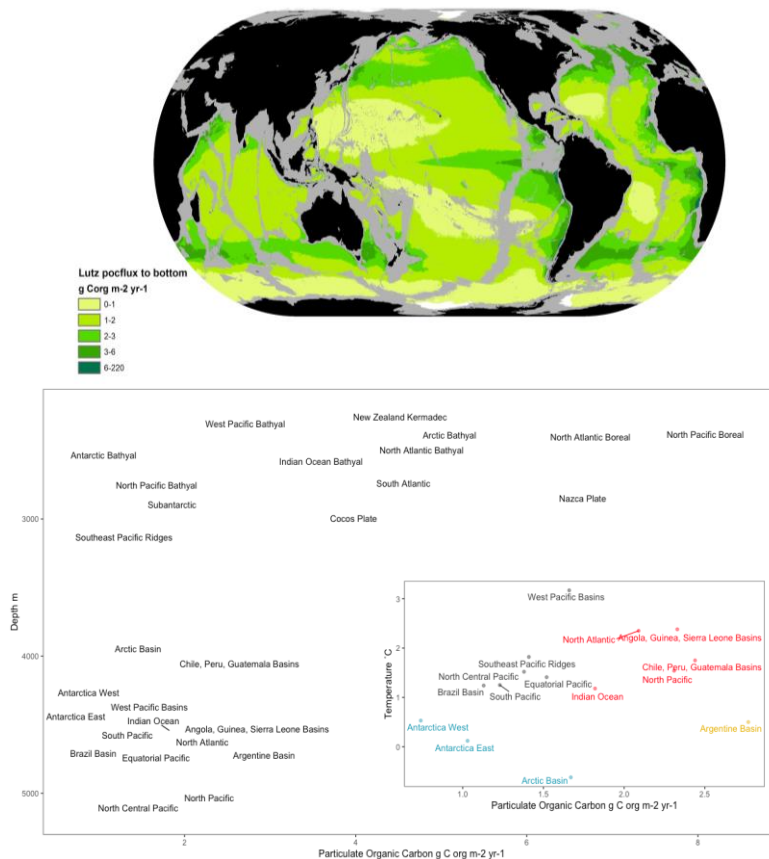 Lutz pocflux to bottom
g Corg m-2 yr-1
0-1
1-2
2-3
3-6
6-220
New Zealand Kermadec
West Pacific Bathyal
Arctic Bathyal
North Atlantic Boreal
North Pacific Boreal
Antarctic Bathyal
North Atlantic Bathyal
Indian Ocean Bathyal
North Pacific Bathyal
South Atlantic
Subantarctic
Nazca Plate
3000
Cocos Plate
Southeast Pacific Ridges
Depth m
Arctic Basin
4000
Chile, Peru, Guatemala Basins
Antarctica West
West Pacific Basins
Antarctica East
Indian Ocean
Angola, Guinea, Sierra Leone Basins
South Pacific
North Atlantic
Brazil Basin
Equatorial Pacific
Argentine Basin
5000
North Pacific
North Central Pacific
2
4
6
8
Particulate Organic Carbon g C org m-2 yr-1
Temperature °C
3
2
1
0
West Pacific Basins
North Atlantic
Angola, Guinea, Sierra Leone Basins
Southeast Pacific Ridges
Chile, Peru, Guatemala Basins
North Central Pacific
North Pacific
Equatorial Pacific
Brazil Basin
South Pacific
Indian Ocean
Antarctica West
Argentine Basin
Antarctica East
Arctic Basin
1.0
1.5
2.0
2.5
Particulate Organic Carbon g C org m-2 yr-1